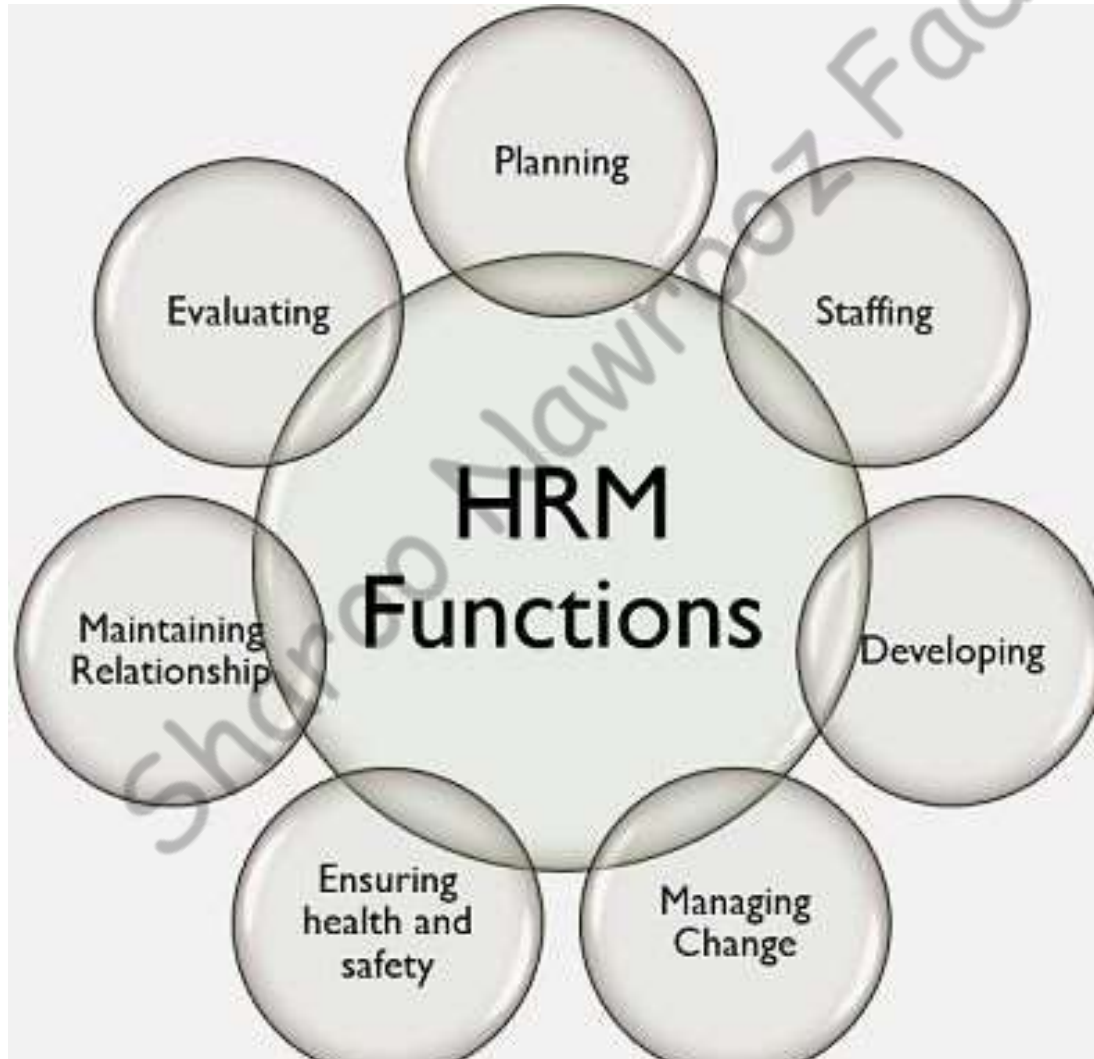 Planning
Staffing
Developing
Managing
Change
Ensuring
health and
safety
Maintaining
Relationship
Evaluating
HRM
Functions